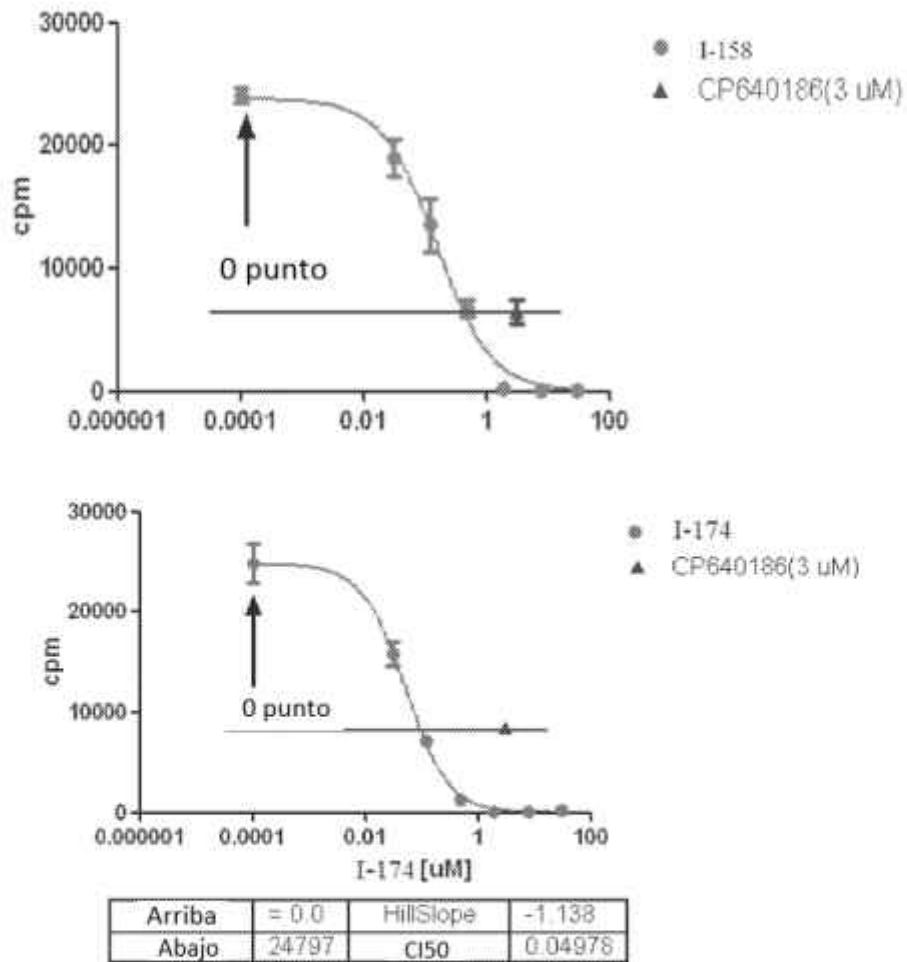 30000
I-158
CP640186(3 uM)
20000
cpm
10000
0 punto
0
0.000001 0.0001 0.01 1 100
30000
I-174
CP640186(3 uM)
20000
cpm
10000
0 punto
0
0.000001 0.0001 0.01 1 100
I-174 [uM]
Arriba = 0.0 HillSlope -1.138
Abajo 24797 CI50 0.04978